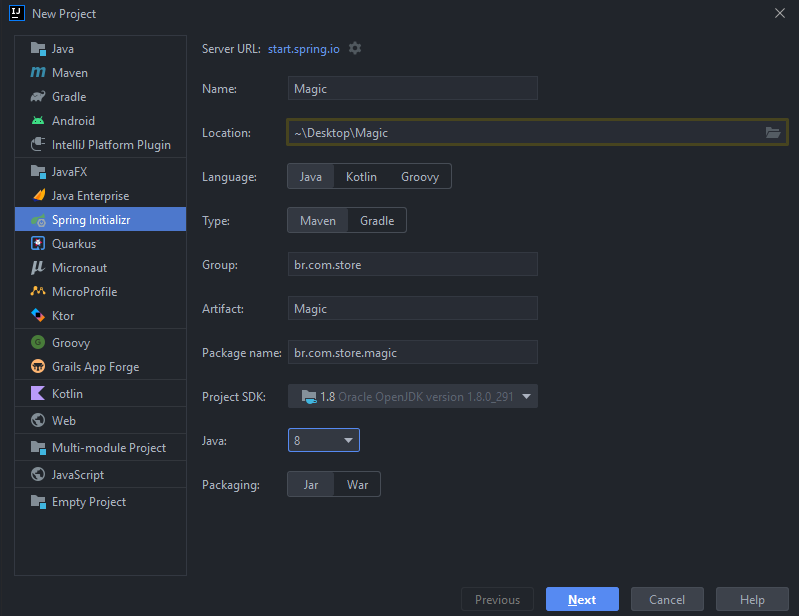 IJ New Project
Java
Maven
Gradle
Android
IntelliJ Platform Plugin
JavaFX
Java Enterprise
Spring Initializr
Quarkus
Micronaut
MicroProfile
Ktor
Groovy
Grails App Forge
Kotlin
Web
Multi-module Project
JavaScript
Empty Project
Server URL: start.spring.io
Name: Magic
Location: ~\Desktop\Magic
Language: Java Kotlin Groovy
Type: Maven Gradle
Group: br.com.store
Artifact: Magic
Package name: br.com.store.magic
Project SDK: 1.8 Oracle OpenJDK version 1.8.0_291
Java: 8
Packaging: Jar War
Previous Next Cancel Help